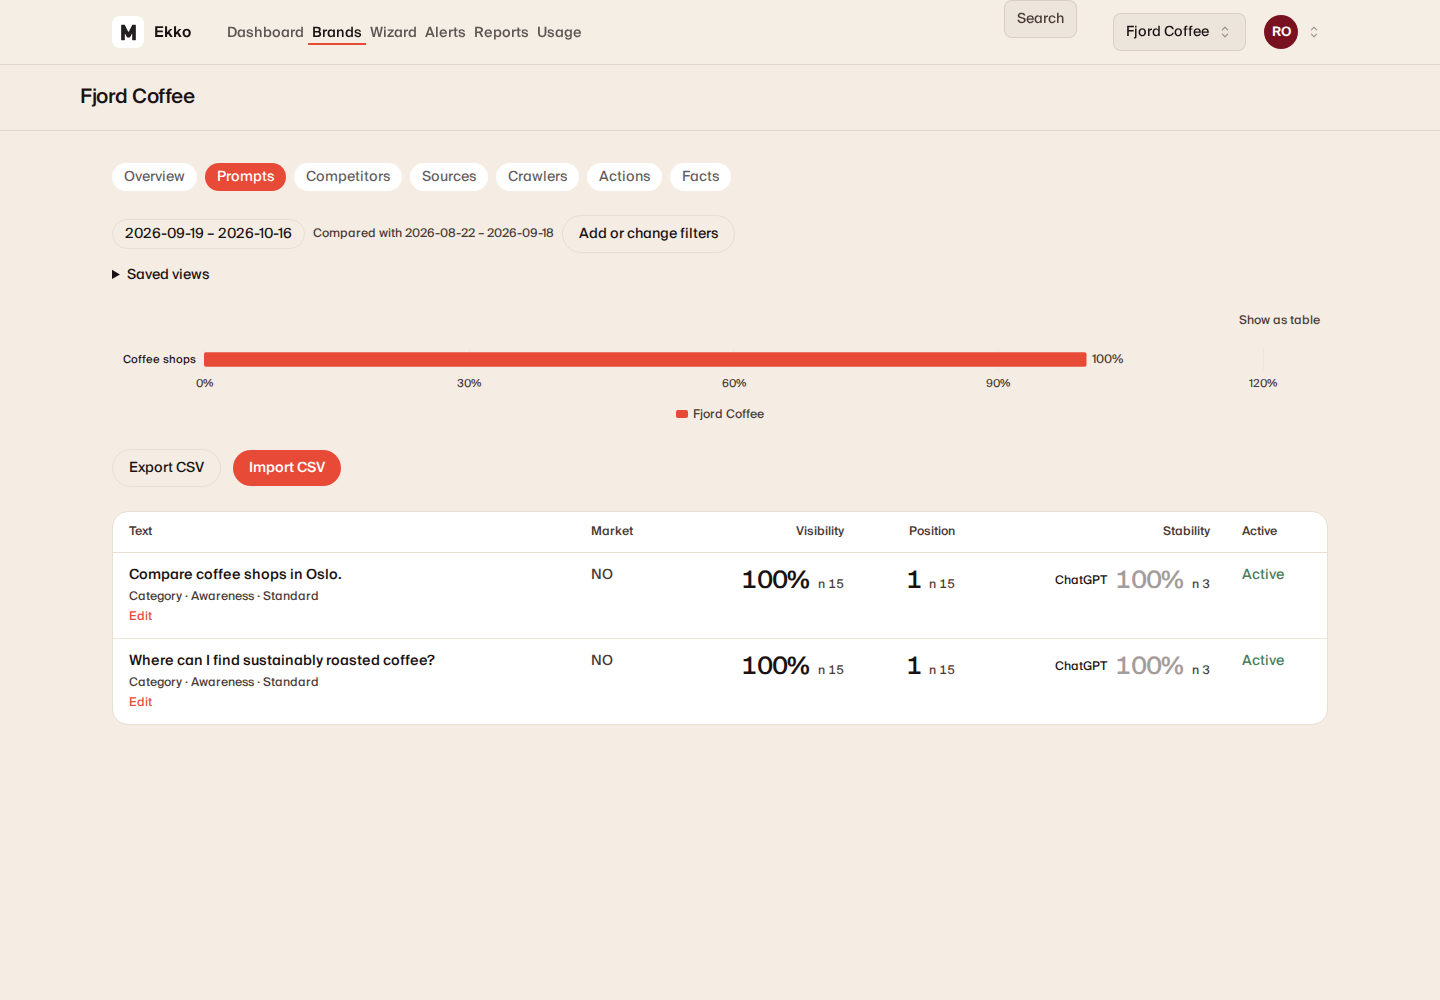 M Ekko Dashboard Brands Wizard Alerts Reports Usage Search Fjord Coffee RO
Fjord Coffee
Overview Prompts Competitors Sources Crawlers Actions Facts
2026-09-19 – 2026-10-16 Compared with 2026-08-22 – 2026-09-18 Add or change filters
Saved views
Show as table
Coffee shops 100%
0% 30% 60% 90% 120%
Fjord Coffee
Export CSV Import CSV
Text Market Visibility Position Stability Active
Compare coffee shops in Oslo. NO 100% n 15 1 n 15 ChatGPT 100% n 3 Active
Category · Awareness · Standard
Edit
Where can I find sustainably roasted coffee? NO 100% n 15 1 n 15 ChatGPT 100% n 3 Active
Category · Awareness · Standard
Edit